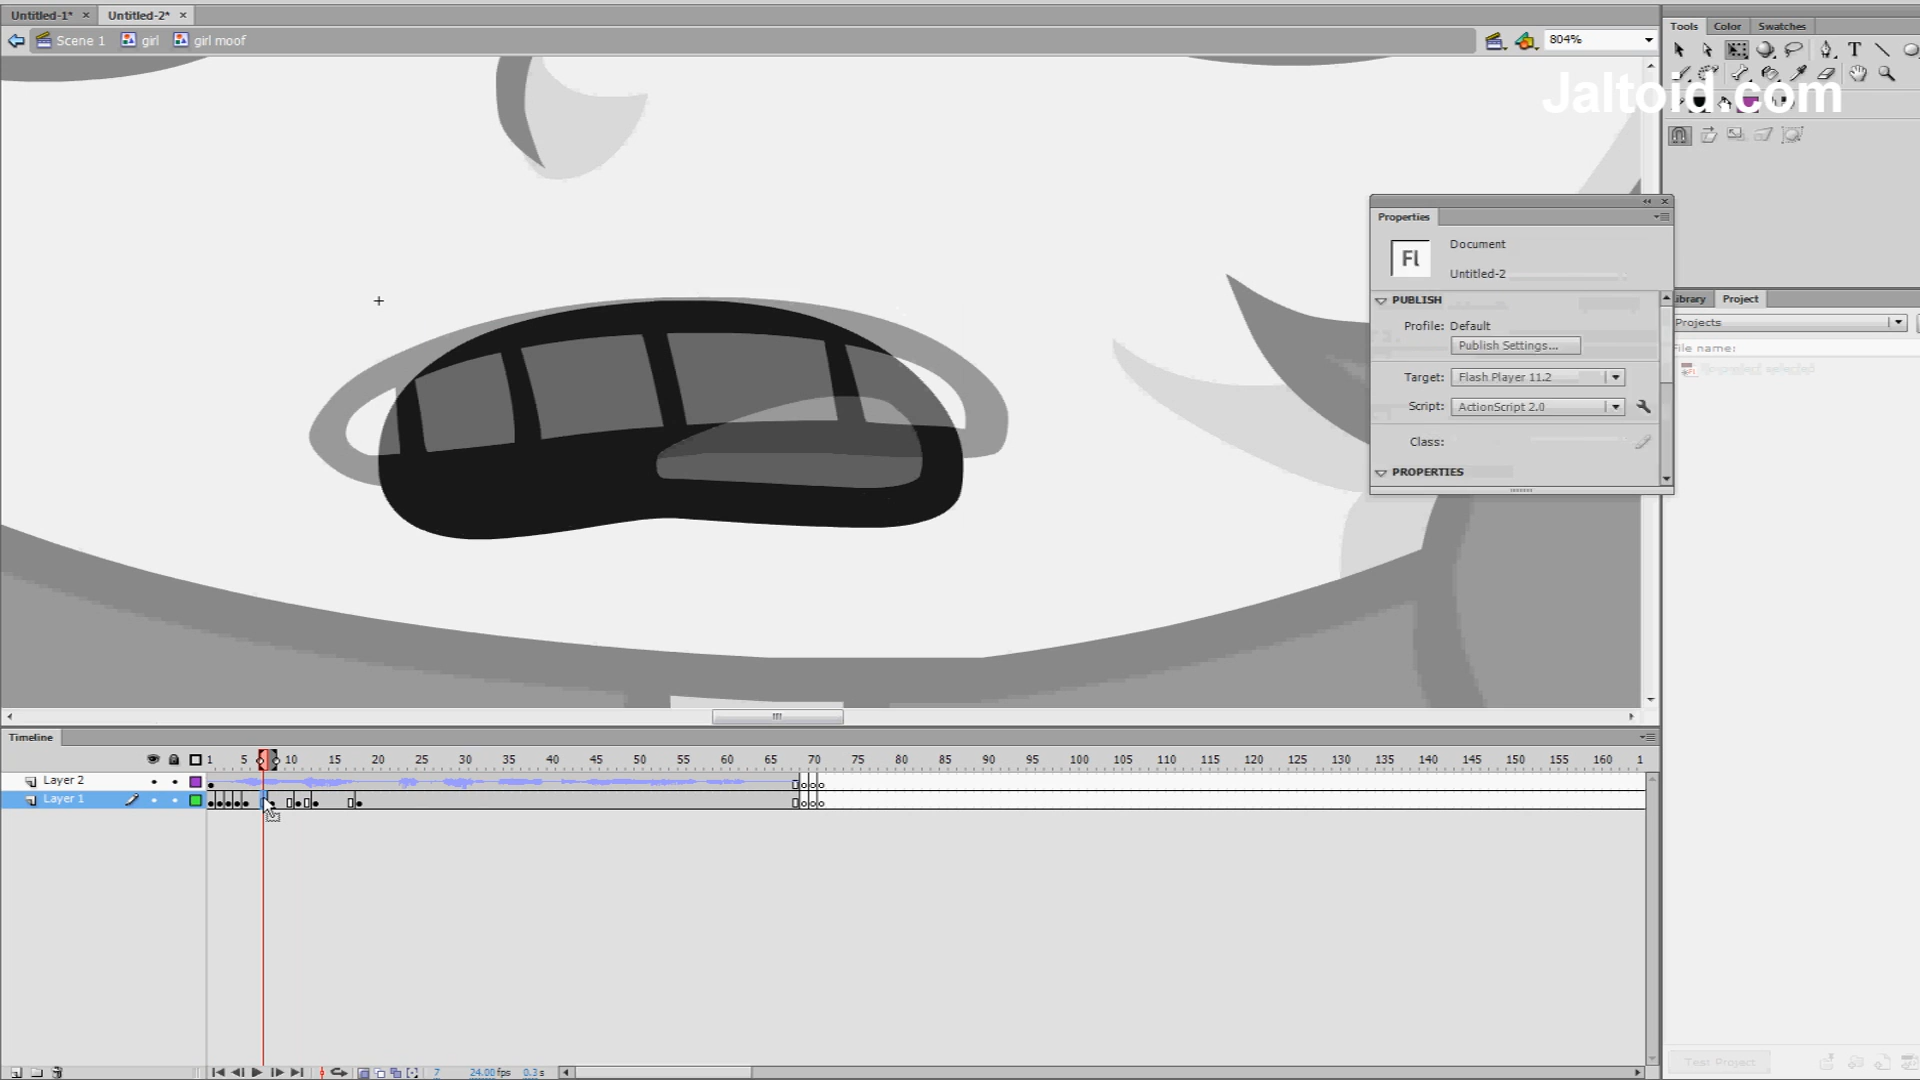 Untitled-1* × Untitled-2* ×
Scene 1 girl girl moof 804%
Tools Color Swatches
Jaltoid.com
Properties
Fl Document
Untitled-2
PUBLISH
Profile: Default
Publish Settings...
Target: Flash Player 11.2
Script: ActionScript 2.0
Class:
PROPERTIES
ibrary Project
Projects
File name:
Timeline
1 5 10 15 20 25 30 35 40 45 50 55 60 65 70 75 80 85 90 95 100 105 110 115 120 125 130 135 140 145 150 155 160 1
Layer 2
Layer 1
7 24.00 fps 0.3 s
Test Project